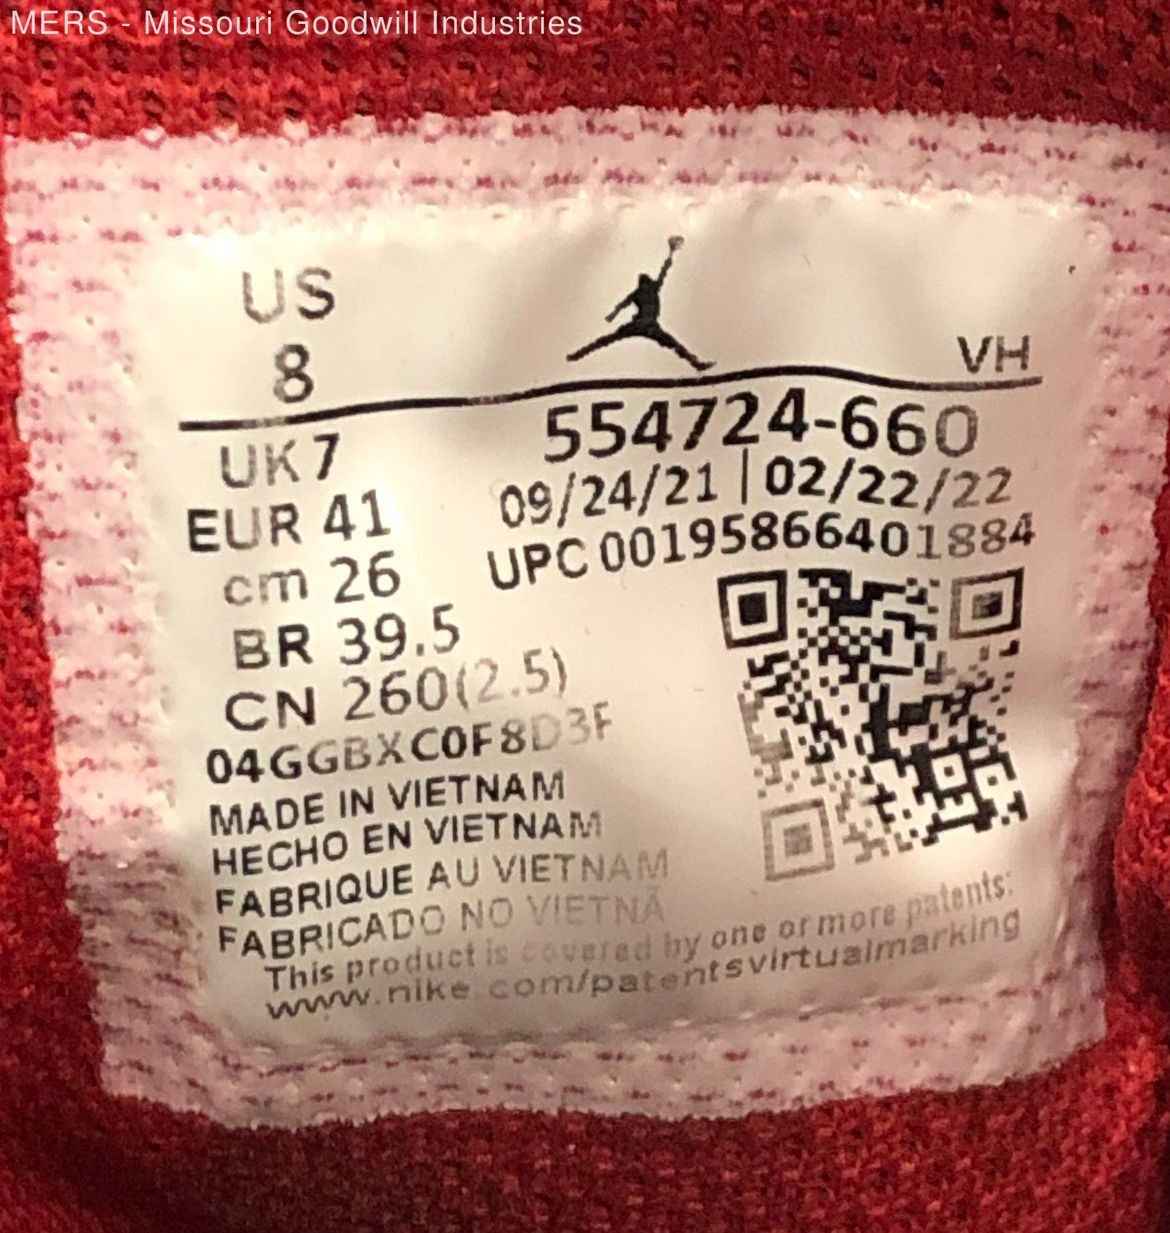 MERS - Missouri Goodwill Industries
US
8
VH
UK 7
554724-660
EUR 41
09/24/21 | 02/22/22
cm 26
UPC 00195866401884
BR 39.5
CN 260(2.5)
04GGBXC0F8D3F
MADE IN VIETNAM
HECHO EN VIETNAM
FABRIQUE AU VIETNAM
FABRICADO NO VIETNÃ
This product is covered by one or more patents:
www.nike.com/patentsvirtualmarking